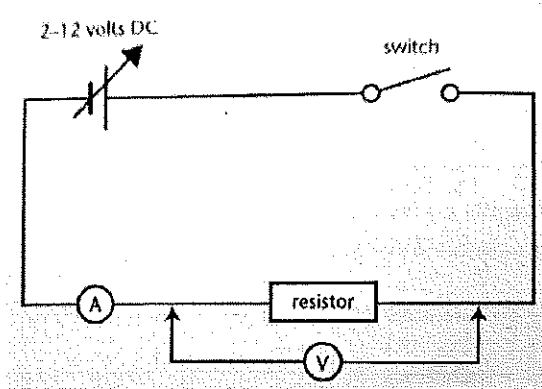 2–12 volts DC
switch
A
resistor
V